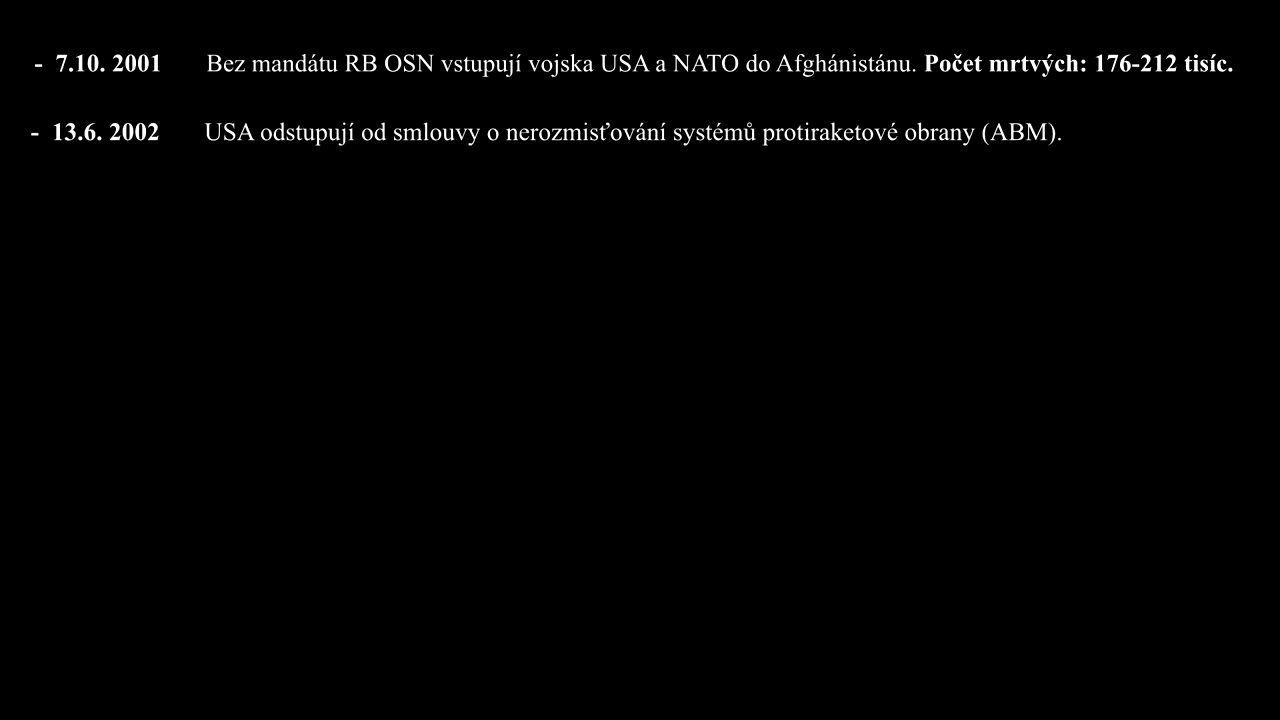 - 7.10. 2001 Bez mandátu RB OSN vstupují vojska USA a NATO do Afghánistánu. Počet mrtvých: 176-212 tisíc.
- 13.6. 2002 USA odstupují od smlouvy o nerozmisťování systémů protiraketové obrany (ABM).